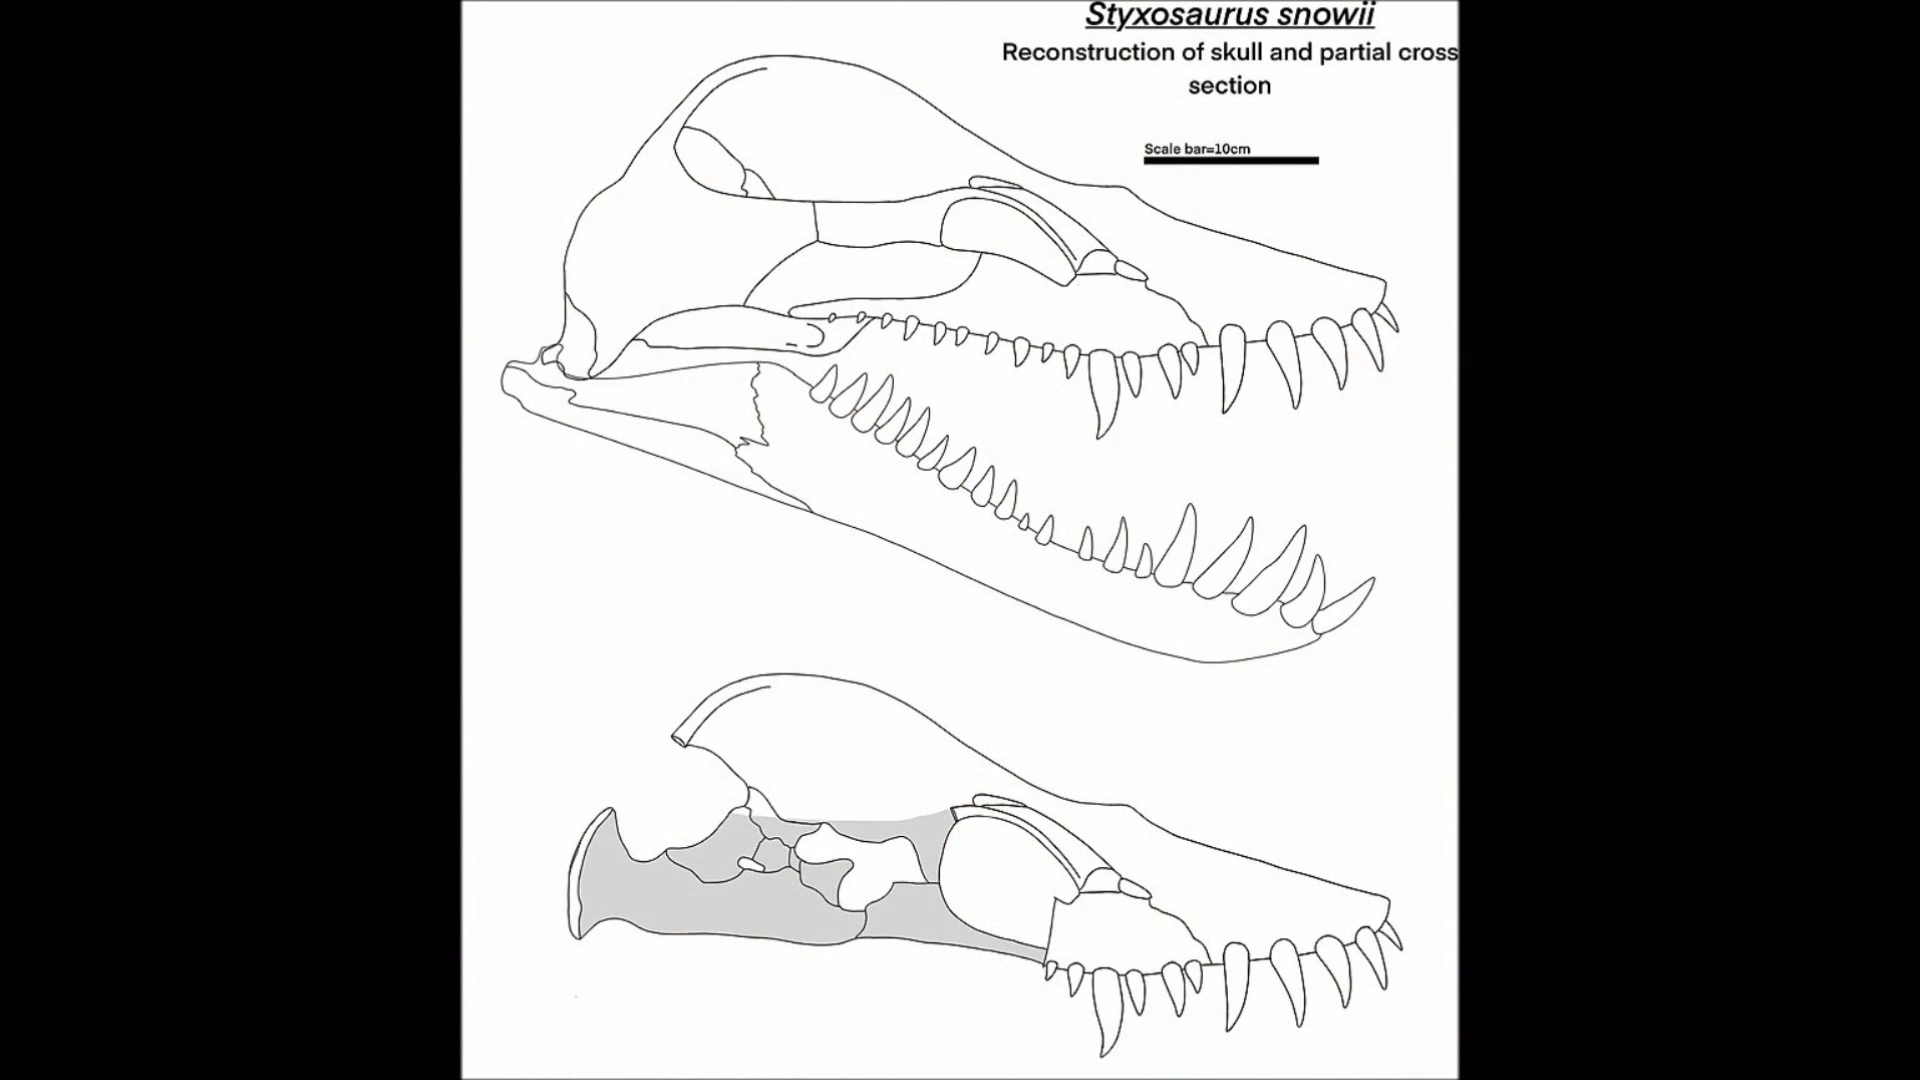 Styxosaurus snowii
Reconstruction of skull and partial cross
section
Scale bar=10cm